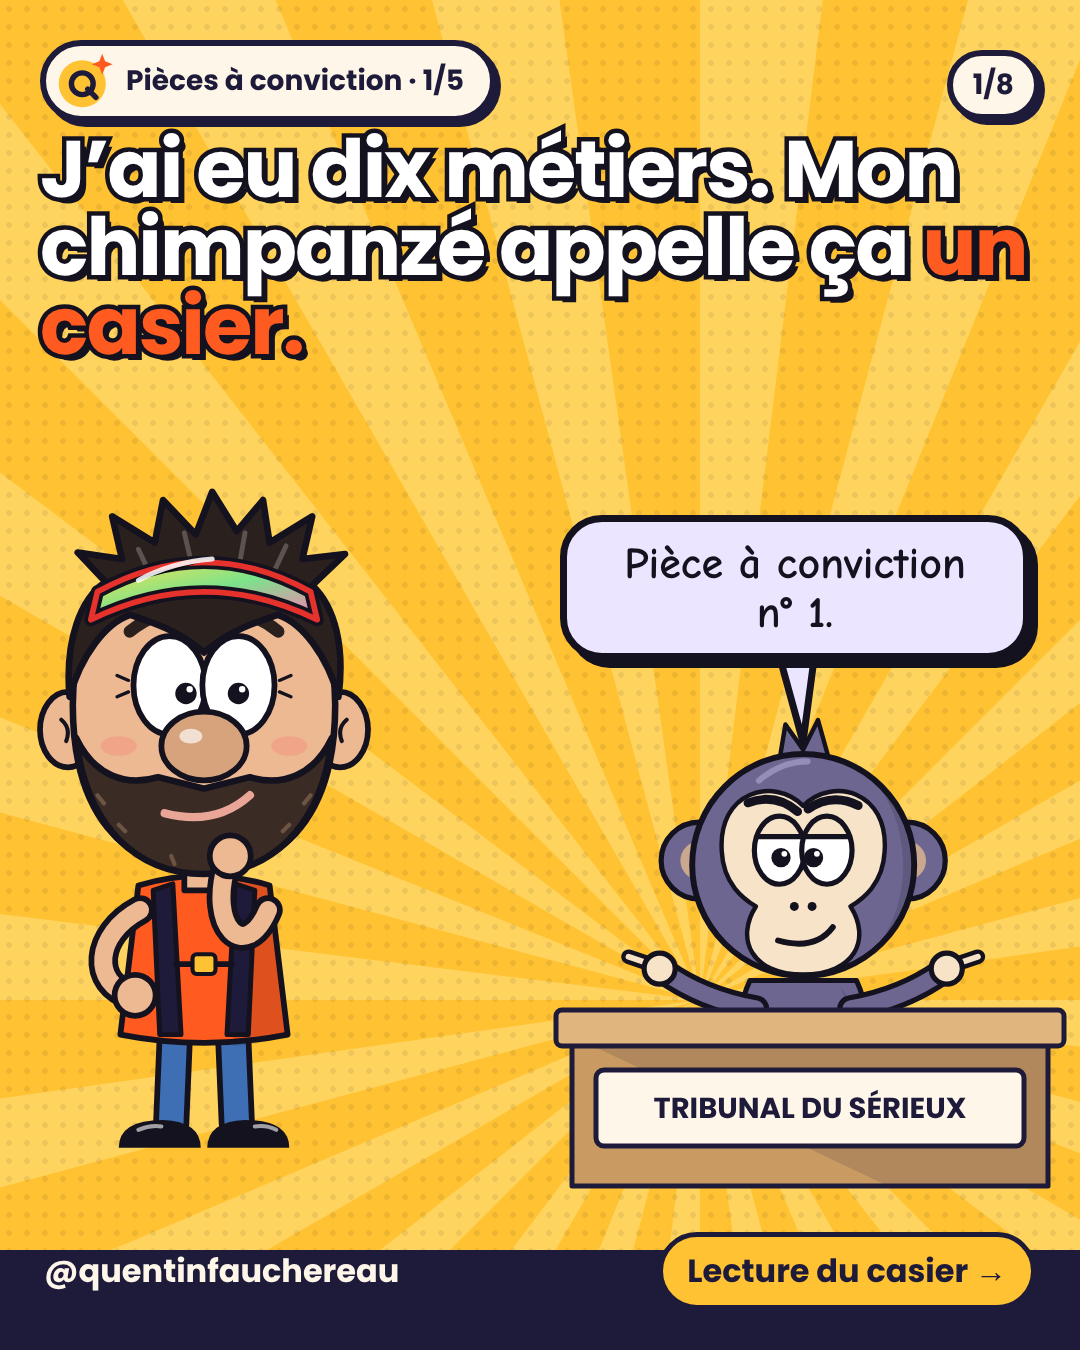 Q Pièces à conviction · 1/5
1/8
J’ai eu dix métiers. Mon
chimpanzé appelle ça un
casier.
Pièce à conviction
n° 1.
TRIBUNAL DU SÉRIEUX
@quentinfauchereau
Lecture du casier →